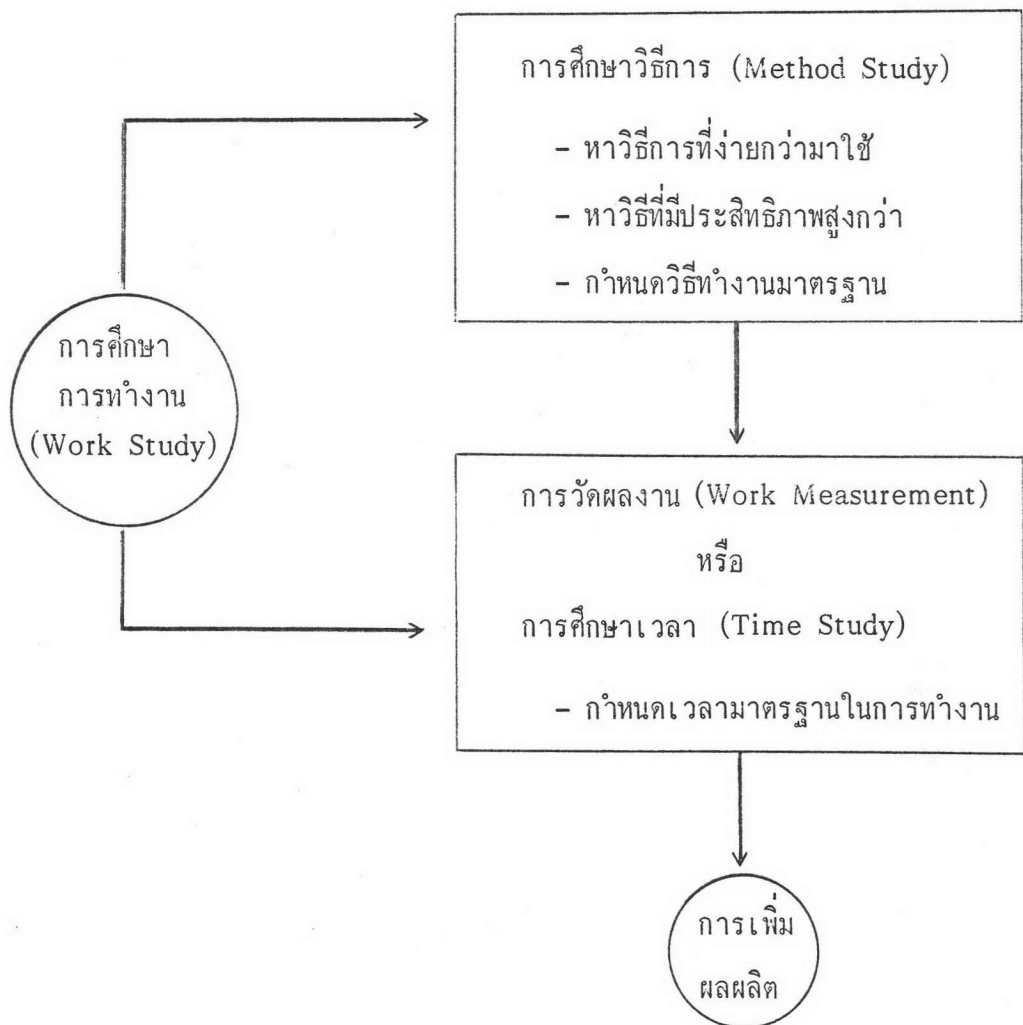 การศึกษาวิธีการ (Method Study)
- หาวิธีการที่ง่ายกว่ามาใช้
- หาวิธีที่มีประสิทธิภาพสูงกว่า
- กำหนดวิธีทำงานมาตรฐาน
การศึกษา
การทำงาน
(Work Study)
การวัดผลงาน (Work Measurement)
หรือ
การศึกษาเวลา (Time Study)
- กำหนดเวลามาตรฐานในการทำงาน
การเพิ่ม
ผลผลิต